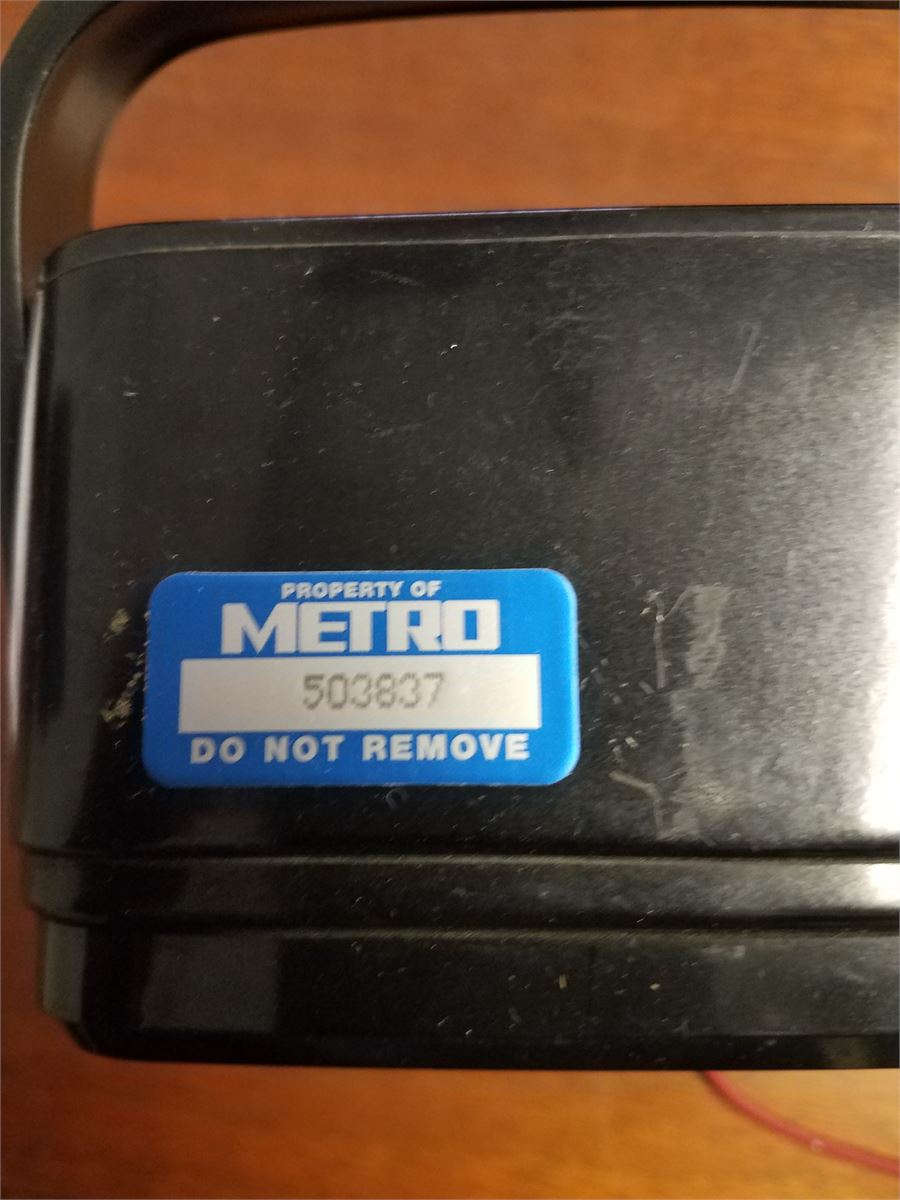 PROPERTY OF
METRO
503837
DO NOT REMOVE